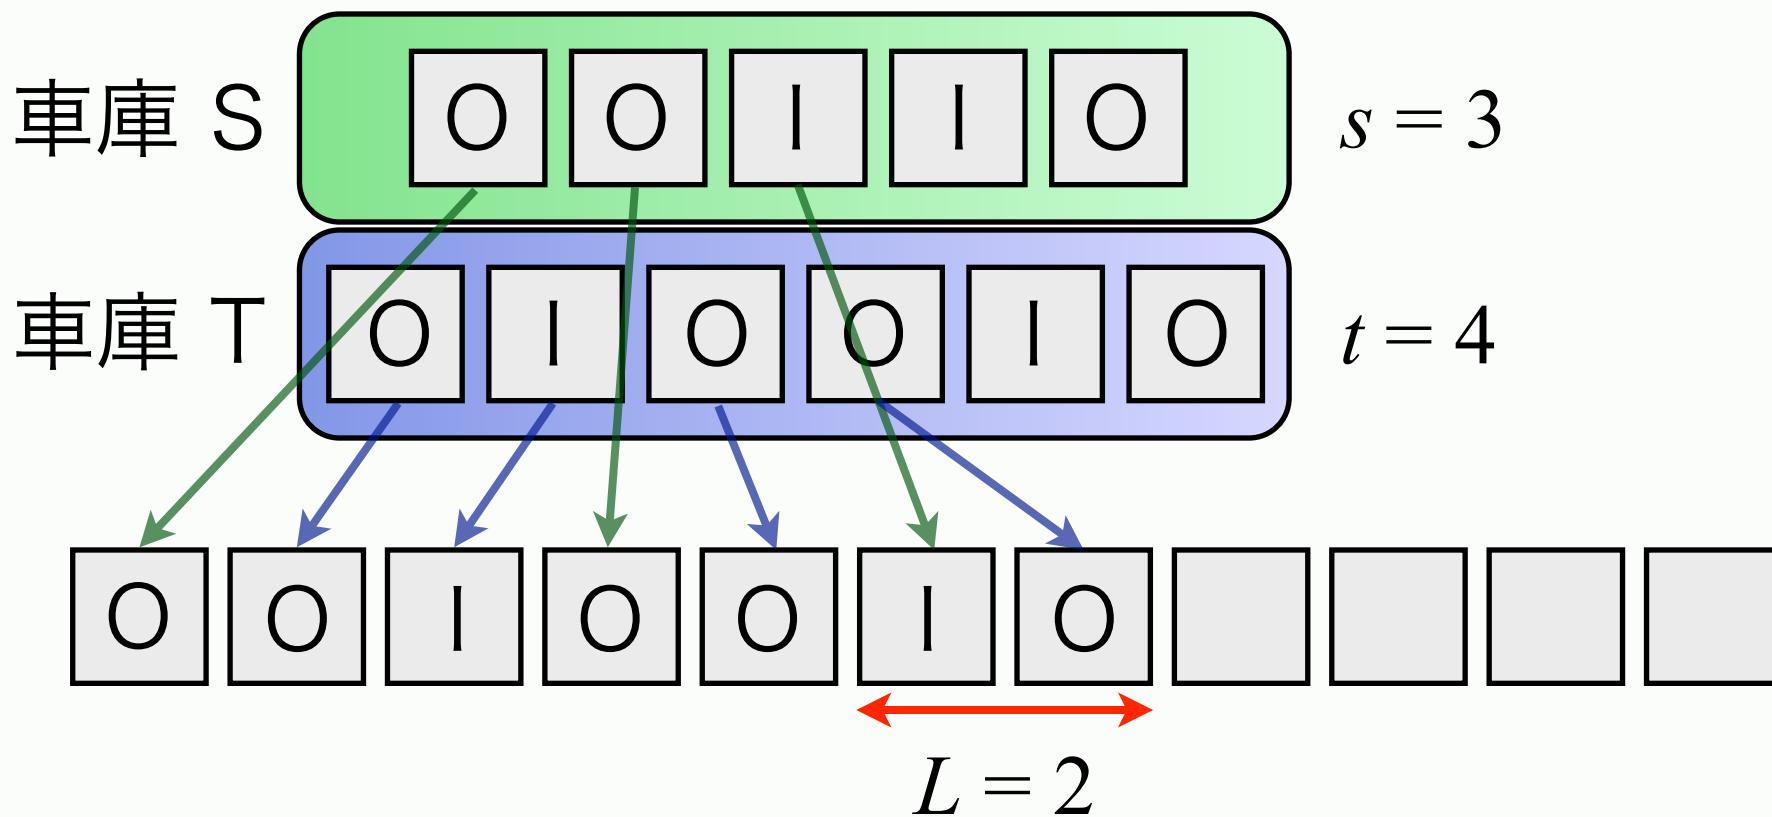 車庫 S O O I I O s = 3
車庫 T O I O O I O t = 4
O O I O O I O
L = 2